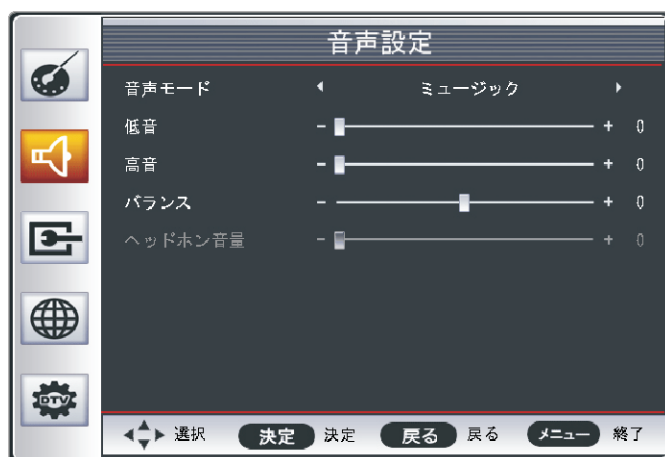 音声設定
音声モード ミュージック
低音 - + 0
高音 - + 0
バランス - + 0
ヘッドホン音量 - + 0
DTV
選択 決定 決定 戻る 戻る メニュー 終了